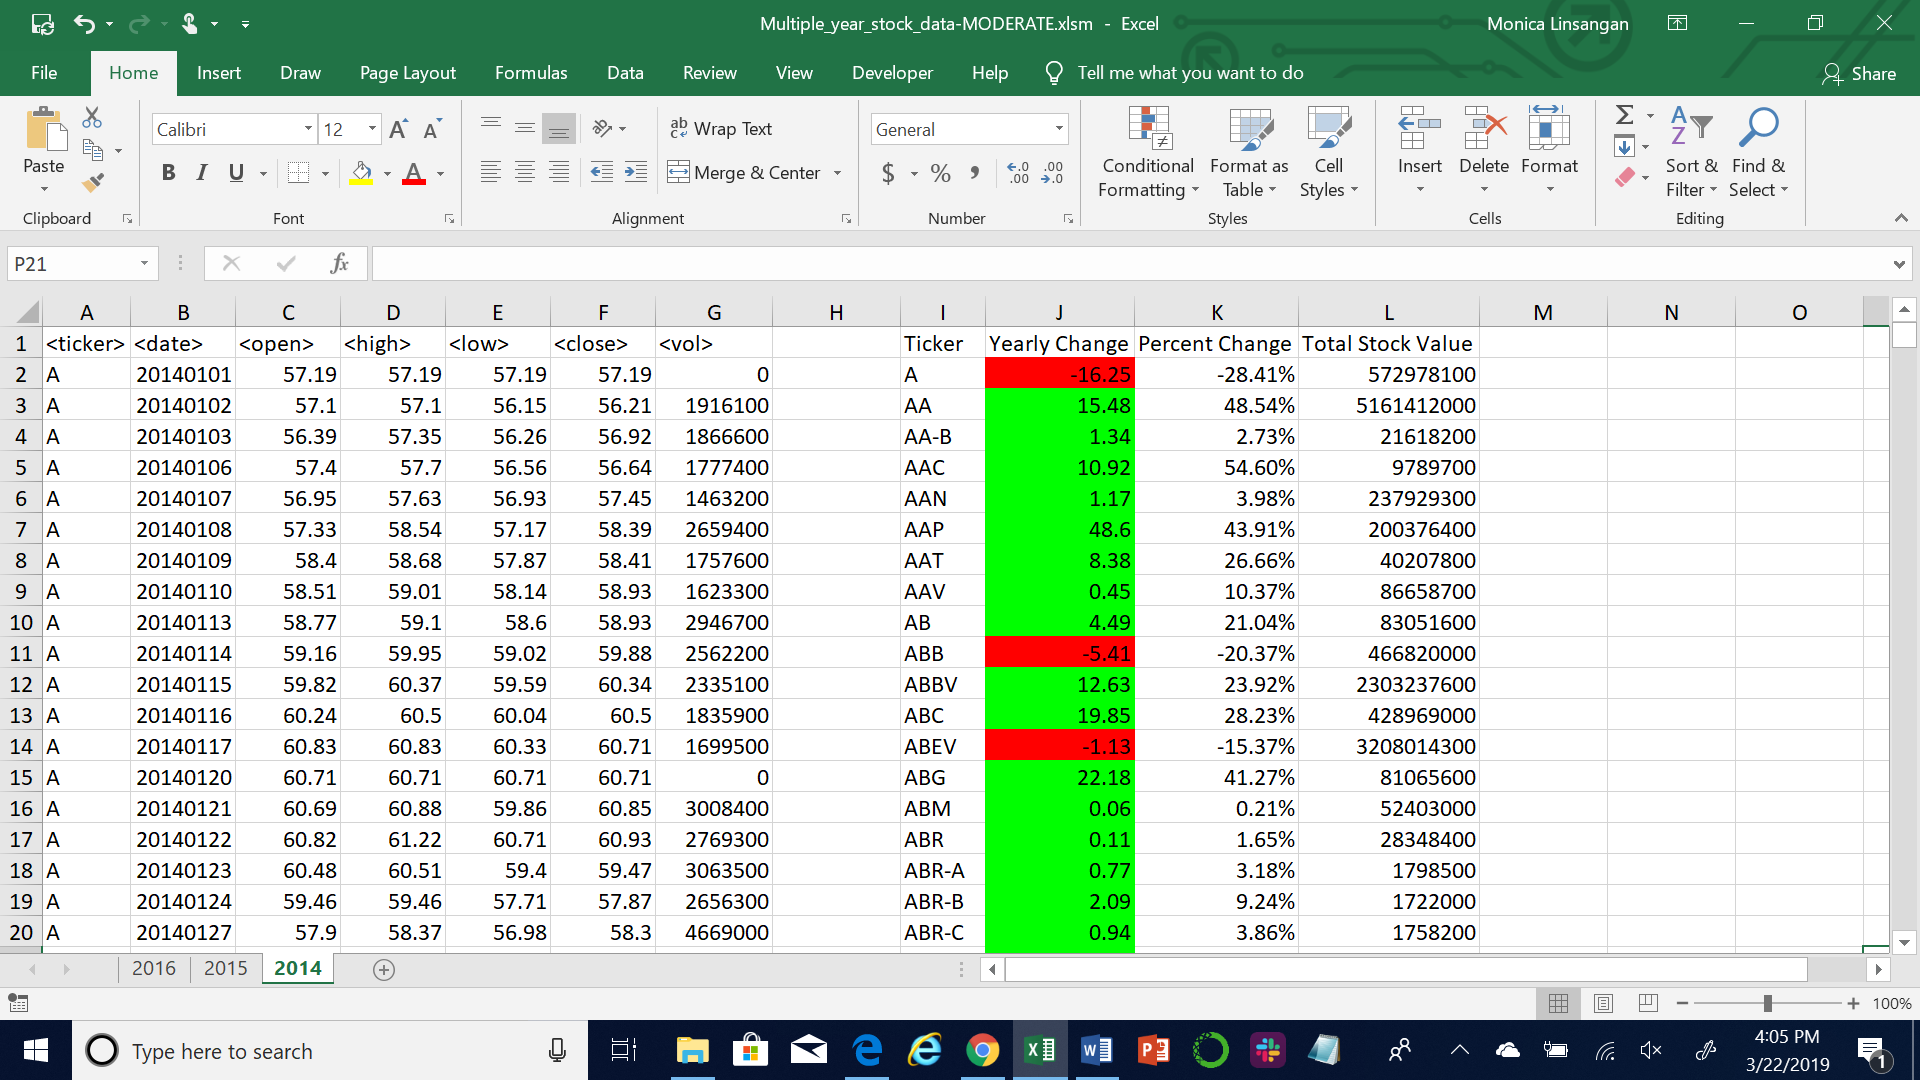 Multiple_year_stock_data-MODERATE.xlsm - Excel Monica Linsangan
File Home Insert Draw Page Layout Formulas Data Review View Developer Help Tell me what you want to do Share
Paste
Clipboard
Calibri 12 A A
B I U A
Font
ab Wrap Text
Merge & Center
Alignment
General
$ % , .00 .00
Number
Conditional Formatting
Format as Table
Cell Styles
Styles
Insert Delete Format
Cells
Sort & Filter
Find & Select
Editing
P21 fx
A B C D E F G H I J K L M N O
1 <ticker> <date> <open> <high> <low> <close> <vol> Ticker Yearly Change Percent Change Total Stock Value
2 A 20140101 57.19 57.19 57.19 57.19 0 A -16.25 -28.41% 572978100
3 A 20140102 57.1 57.1 56.15 56.21 1916100 AA 15.48 48.54% 5161412000
4 A 20140103 56.39 57.35 56.26 56.92 1866600 AA-B 1.34 2.73% 21618200
5 A 20140106 57.4 57.7 56.56 56.64 1777400 AAC 10.92 54.60% 9789700
6 A 20140107 56.95 57.63 56.93 57.45 1463200 AAN 1.17 3.98% 237929300
7 A 20140108 57.33 58.54 57.17 58.39 2659400 AAP 48.6 43.91% 200376400
8 A 20140109 58.4 58.68 57.87 58.41 1757600 AAT 8.38 26.66% 40207800
9 A 20140110 58.51 59.01 58.14 58.93 1623300 AAV 0.45 10.37% 86658700
10 A 20140113 58.77 59.1 58.6 58.93 2946700 AB 4.49 21.04% 83051600
11 A 20140114 59.16 59.95 59.02 59.88 2562200 ABB -5.41 -20.37% 466820000
12 A 20140115 59.82 60.37 59.59 60.34 2335100 ABBV 12.63 23.92% 2303237600
13 A 20140116 60.24 60.5 60.04 60.5 1835900 ABC 19.85 28.23% 428969000
14 A 20140117 60.83 60.83 60.33 60.71 1699500 ABEV -1.13 -15.37% 3208014300
15 A 20140120 60.71 60.71 60.71 60.71 0 ABG 22.18 41.27% 81065600
16 A 20140121 60.69 60.88 59.86 60.85 3008400 ABM 0.06 0.21% 52403000
17 A 20140122 60.82 61.22 60.71 60.93 2769300 ABR 0.11 1.65% 28348400
18 A 20140123 60.48 60.51 59.4 59.47 3063500 ABR-A 0.77 3.18% 1798500
19 A 20140124 59.46 59.46 57.71 57.87 2656300 ABR-B 2.09 9.24% 1722000
20 A 20140127 57.9 58.37 56.98 58.3 4669000 ABR-C 0.94 3.86% 1758200
2016 2015 2014
100%
Type here to search
4:05 PM
3/22/2019
1